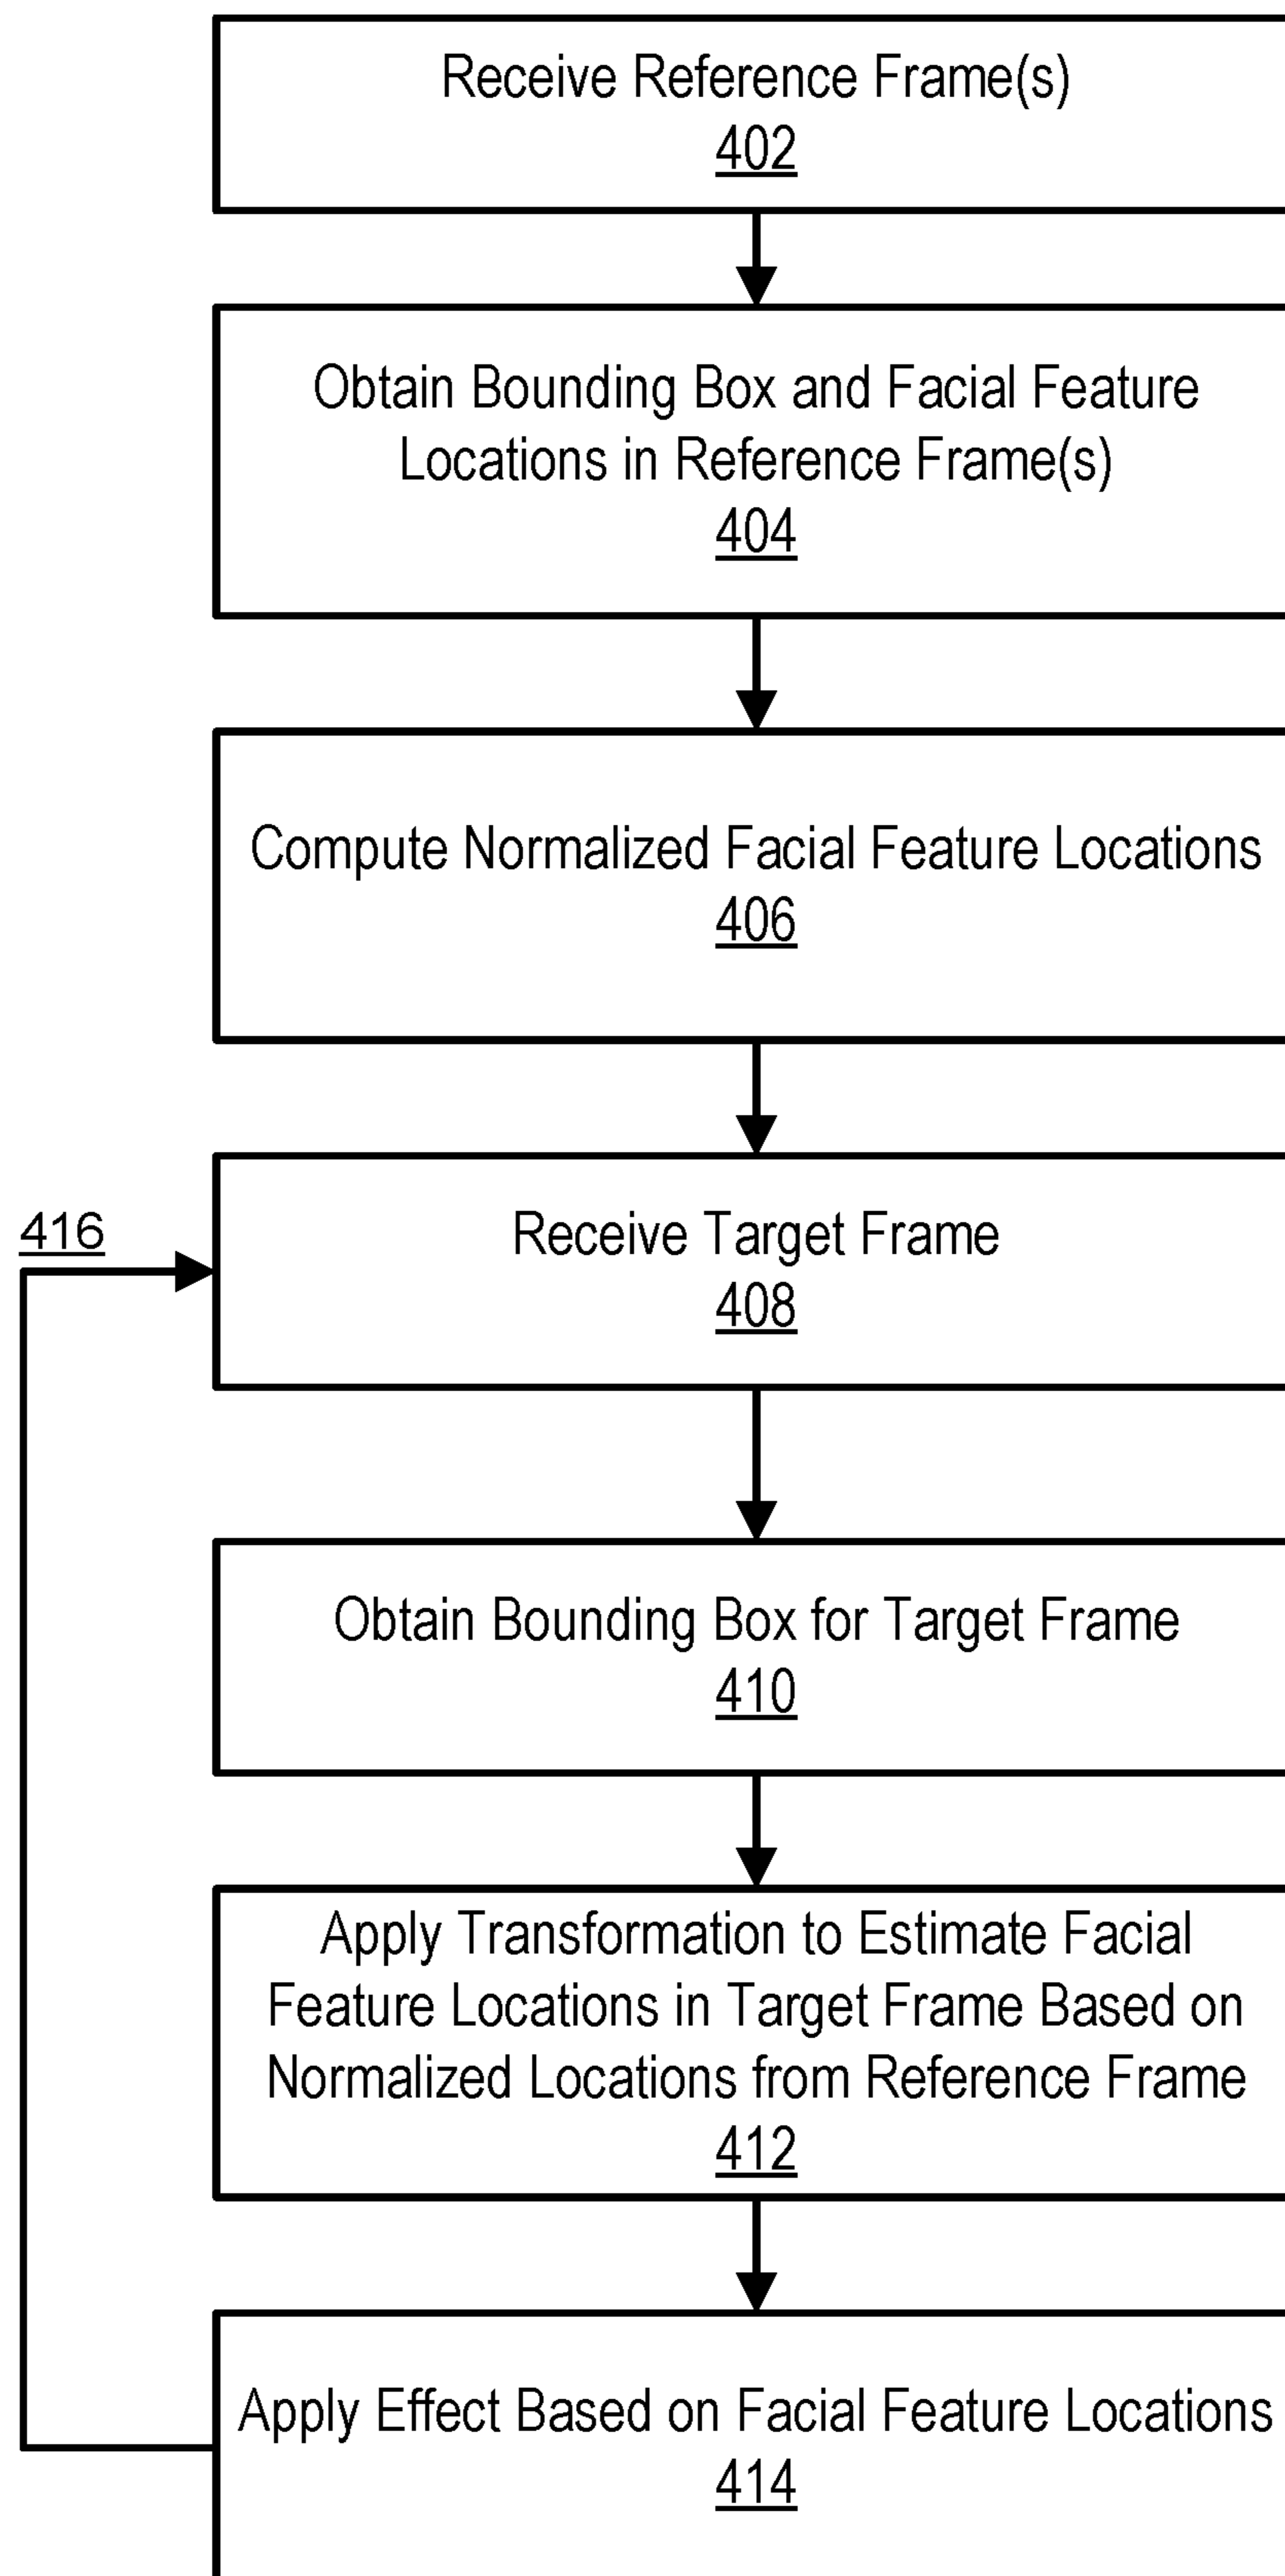 Receive Reference Frame(s)
402
Obtain Bounding Box and Facial Feature
Locations in Reference Frame(s)
404
Compute Normalized Facial Feature Locations
406
416
Receive Target Frame
408
Obtain Bounding Box for Target Frame
410
Apply Transformation to Estimate Facial
Feature Locations in Target Frame Based on
Normalized Locations from Reference Frame
412
Apply Effect Based on Facial Feature Locations
414